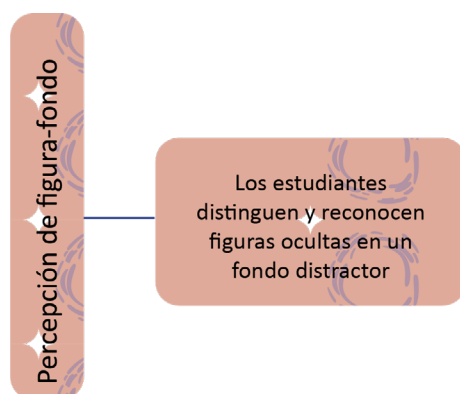 Percepción de figura-fondo
Los estudiantes
distinguen y reconocen
figuras ocultas en un
fondo distractor